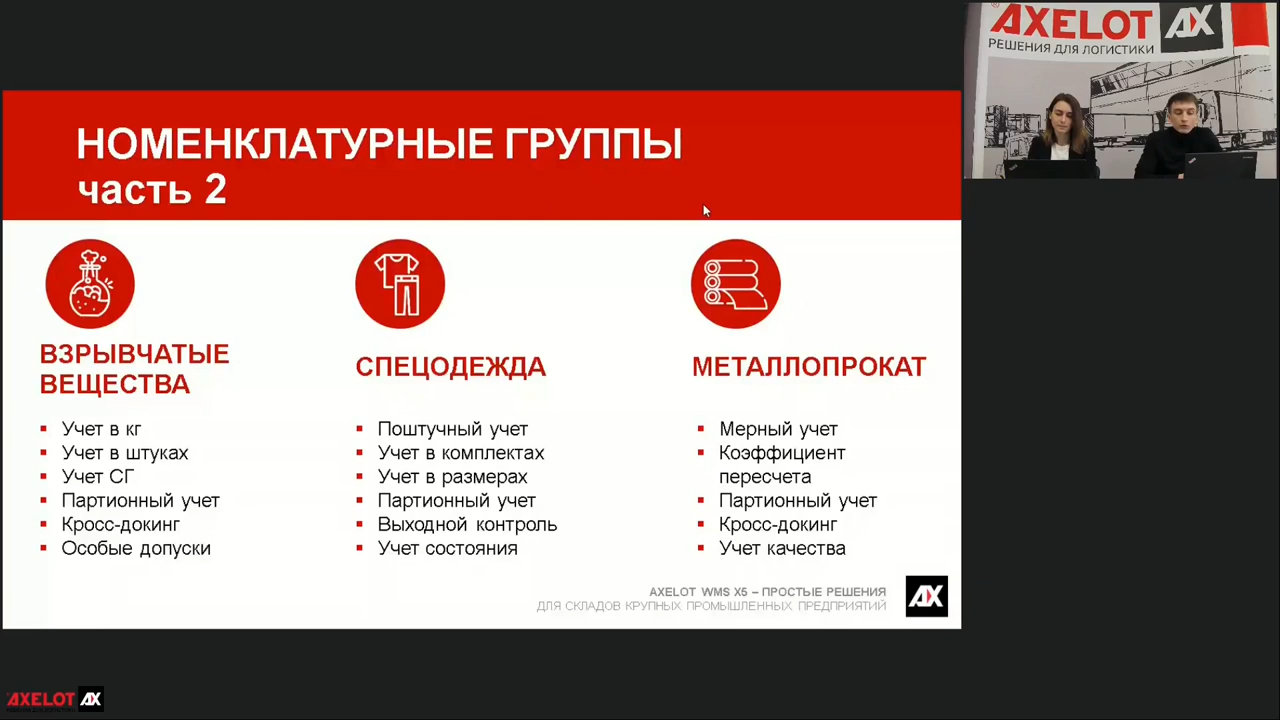 AXELOT
РЕШЕНИЯ ДЛЯ ЛОГИСТИКИ
НОМЕНКЛАТУРНЫЕ ГРУППЫ
часть 2
ВЗРЫВЧАТЫЕ
ВЕЩЕСТВА
Учет в кг
Учет в штуках
Учет СГ
Партионный учет
Кросс-докинг
Особые допуски
СПЕЦОДЕЖДА
Поштучный учет
Учет в комплектах
Учет в размерах
Партионный учет
Выходной контроль
Учет состояния
МЕТАЛЛОПРОКАТ
Мерный учет
Коэффициент
пересчета
Партионный учет
Кросс-докинг
Учет качества
AXELOT WMS X5 – ПРОСТЫЕ РЕШЕНИЯ
ДЛЯ СКЛАДОВ КРУПНЫХ ПРОМЫШЛЕННЫХ ПРЕДПРИЯТИЙ
AX
AXELOT AX